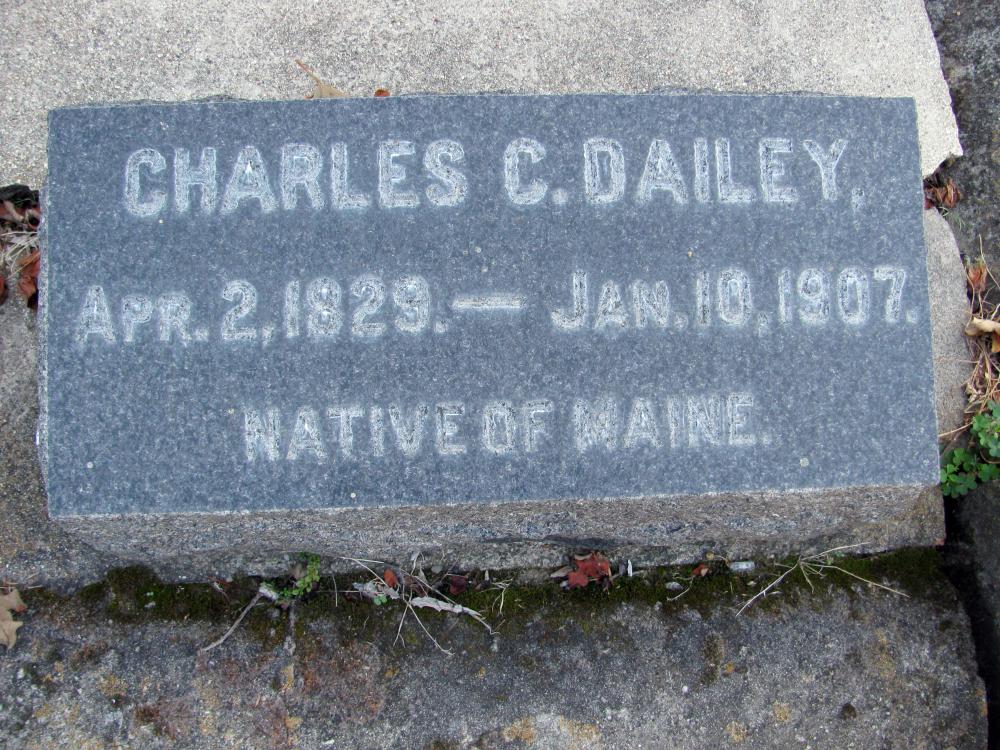 CHARLES C. DAILEY,
APR. 2, 1829. — JAN. 10, 1907.
NATIVE OF MAINE.